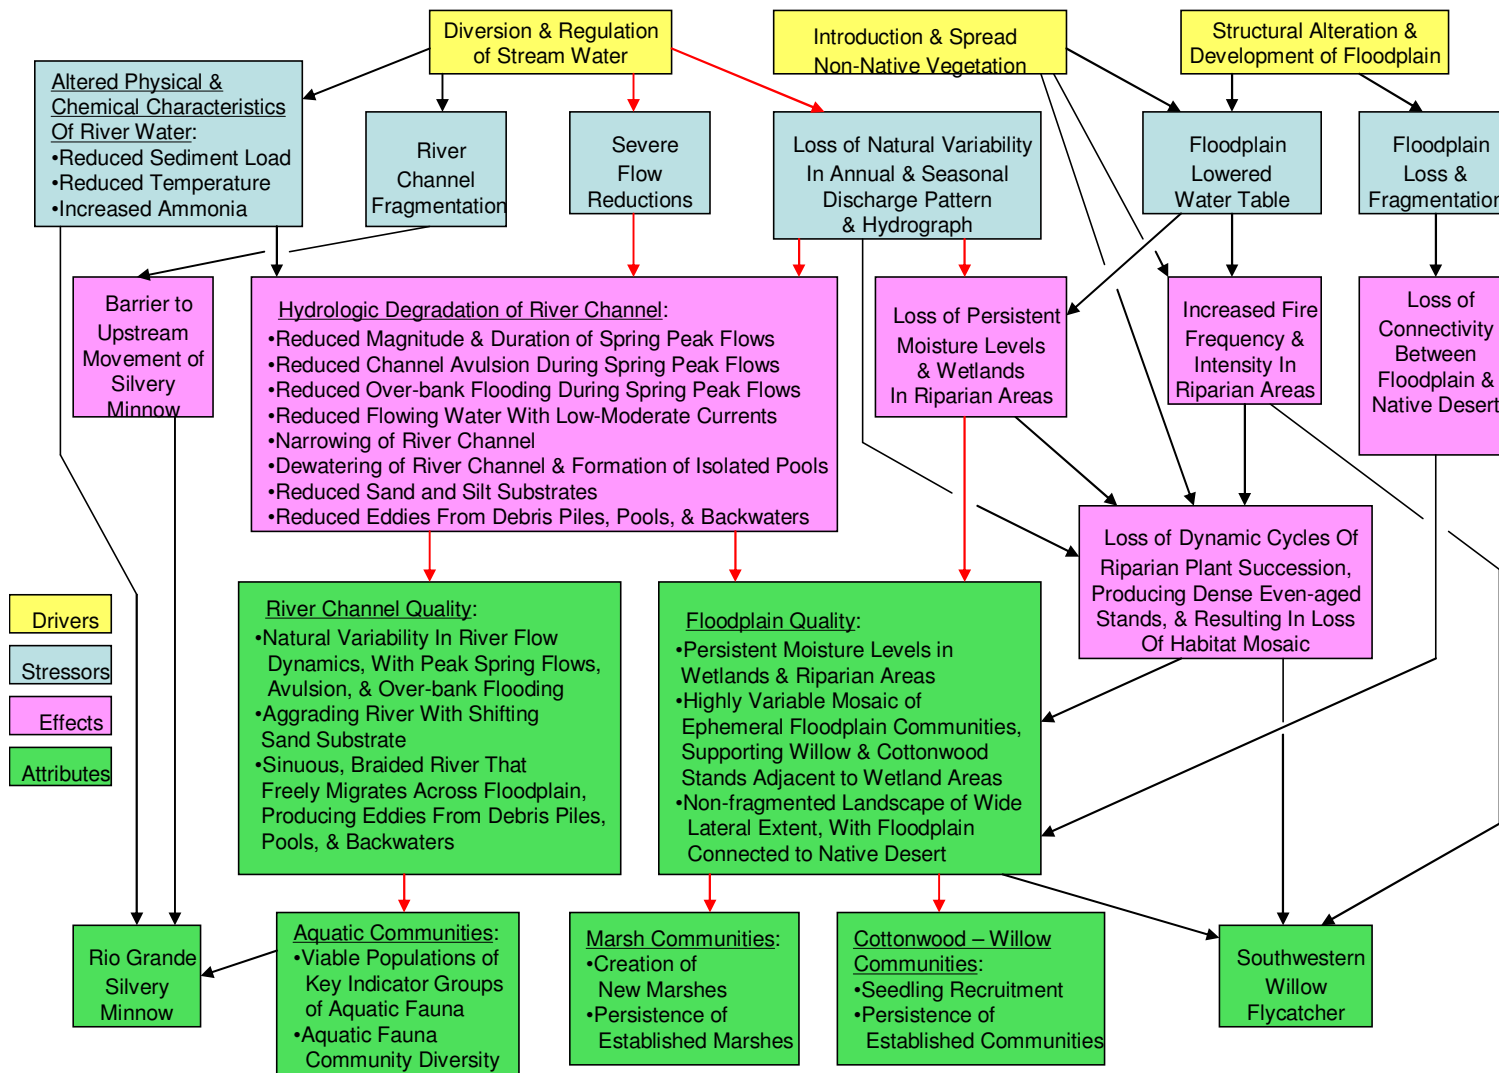 Diversion & Regulation
of Stream Water
Introduction & Spread
Non-Native Vegetation
Structural Alteration &
Development of Floodplain
Altered Physical &
Chemical Characteristics
Of River Water:
•Reduced Sediment Load
•Reduced Temperature
•Increased Ammonia
River
Channel
Fragmentation
Severe
Flow
Reductions
Loss of Natural Variability
In Annual & Seasonal
Discharge Pattern
& Hydrograph
Floodplain
Lowered
Water Table
Floodplain
Loss &
Fragmentation
Barrier to
Upstream
Movement of
Silvery
Minnow
Hydrologic Degradation of River Channel:
•Reduced Magnitude & Duration of Spring Peak Flows
•Reduced Channel Avulsion During Spring Peak Flows
•Reduced Over-bank Flooding During Spring Peak Flows
•Reduced Flowing Water With Low-Moderate Currents
•Narrowing of River Channel
•Dewatering of River Channel & Formation of Isolated Pools
•Reduced Sand and Silt Substrates
•Reduced Eddies From Debris Piles, Pools, & Backwaters
Loss of Persistent
Moisture Levels
& Wetlands
In Riparian Areas
Increased Fire
Frequency &
Intensity In
Riparian Areas
Loss of
Connectivity
Between
Floodplain &
Native Desert
Loss of Dynamic Cycles Of
Riparian Plant Succession,
Producing Dense Even-aged
Stands, & Resulting In Loss
Of Habitat Mosaic
Drivers
Stressors
Effects
Attributes
River Channel Quality:
•Natural Variability In River Flow
Dynamics, With Peak Spring Flows,
Avulsion, & Over-bank Flooding
•Aggrading River With Shifting
Sand Substrate
•Sinuous, Braided River That
Freely Migrates Across Floodplain,
Producing Eddies From Debris Piles,
Pools, & Backwaters
Floodplain Quality:
•Persistent Moisture Levels in
Wetlands & Riparian Areas
•Highly Variable Mosaic of
Ephemeral Floodplain Communities,
Supporting Willow & Cottonwood
Stands Adjacent to Wetland Areas
•Non-fragmented Landscape of Wide
Lateral Extent, With Floodplain
Connected to Native Desert
Rio Grande
Silvery
Minnow
Aquatic Communities:
•Viable Populations of
Key Indicator Groups
of Aquatic Fauna
•Aquatic Fauna
Community Diversity
Marsh Communities:
•Creation of
New Marshes
•Persistence of
Established Marshes
Cottonwood – Willow
Communities:
•Seedling Recruitment
•Persistence of
Established Communities
Southwestern
Willow
Flycatcher